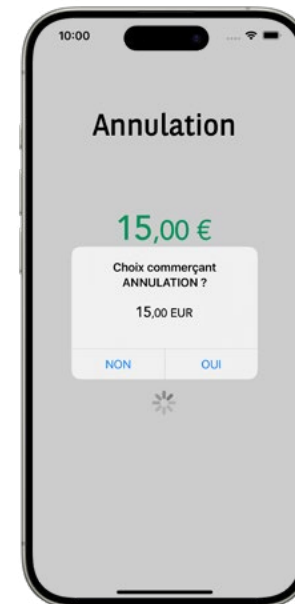 10:00
Annulation
15,00 €
Choix commerçant
ANNULATION ?
15,00 EUR
NON OUI